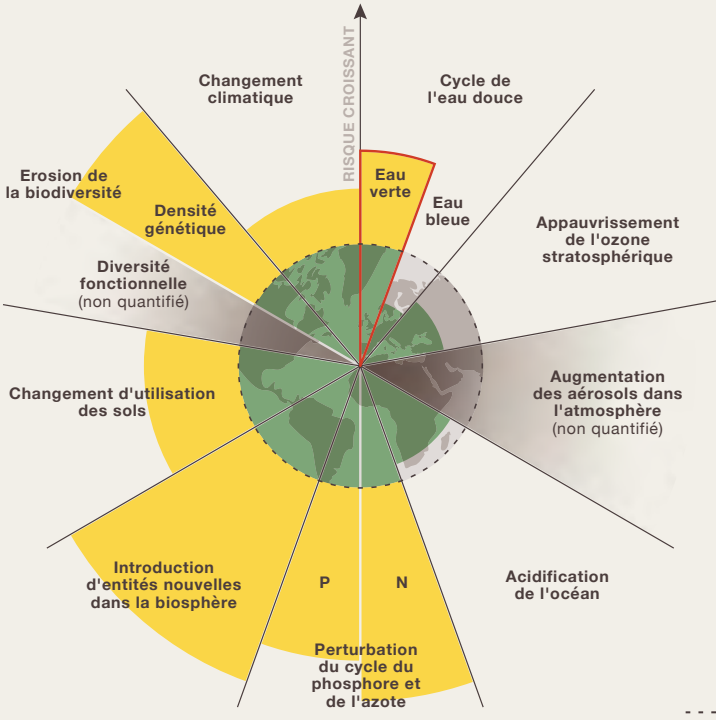 RISQUE CROISSANT
Changement
climatique
Cycle de
l'eau douce
Eau
verte
Eau
bleue
Erosion de
la biodiversité
Densité
génétique
Appauvrissement
de l'ozone
stratosphérique
Diversité
fonctionnelle
(non quantifié)
Changement d'utilisation
des sols
Augmentation
des aérosols dans
l'atmosphère
(non quantifié)
Introduction
d'entités nouvelles
dans la biosphère
P
N
Acidification
de l'océan
Perturbation
du cycle du
phosphore et
de l'azote